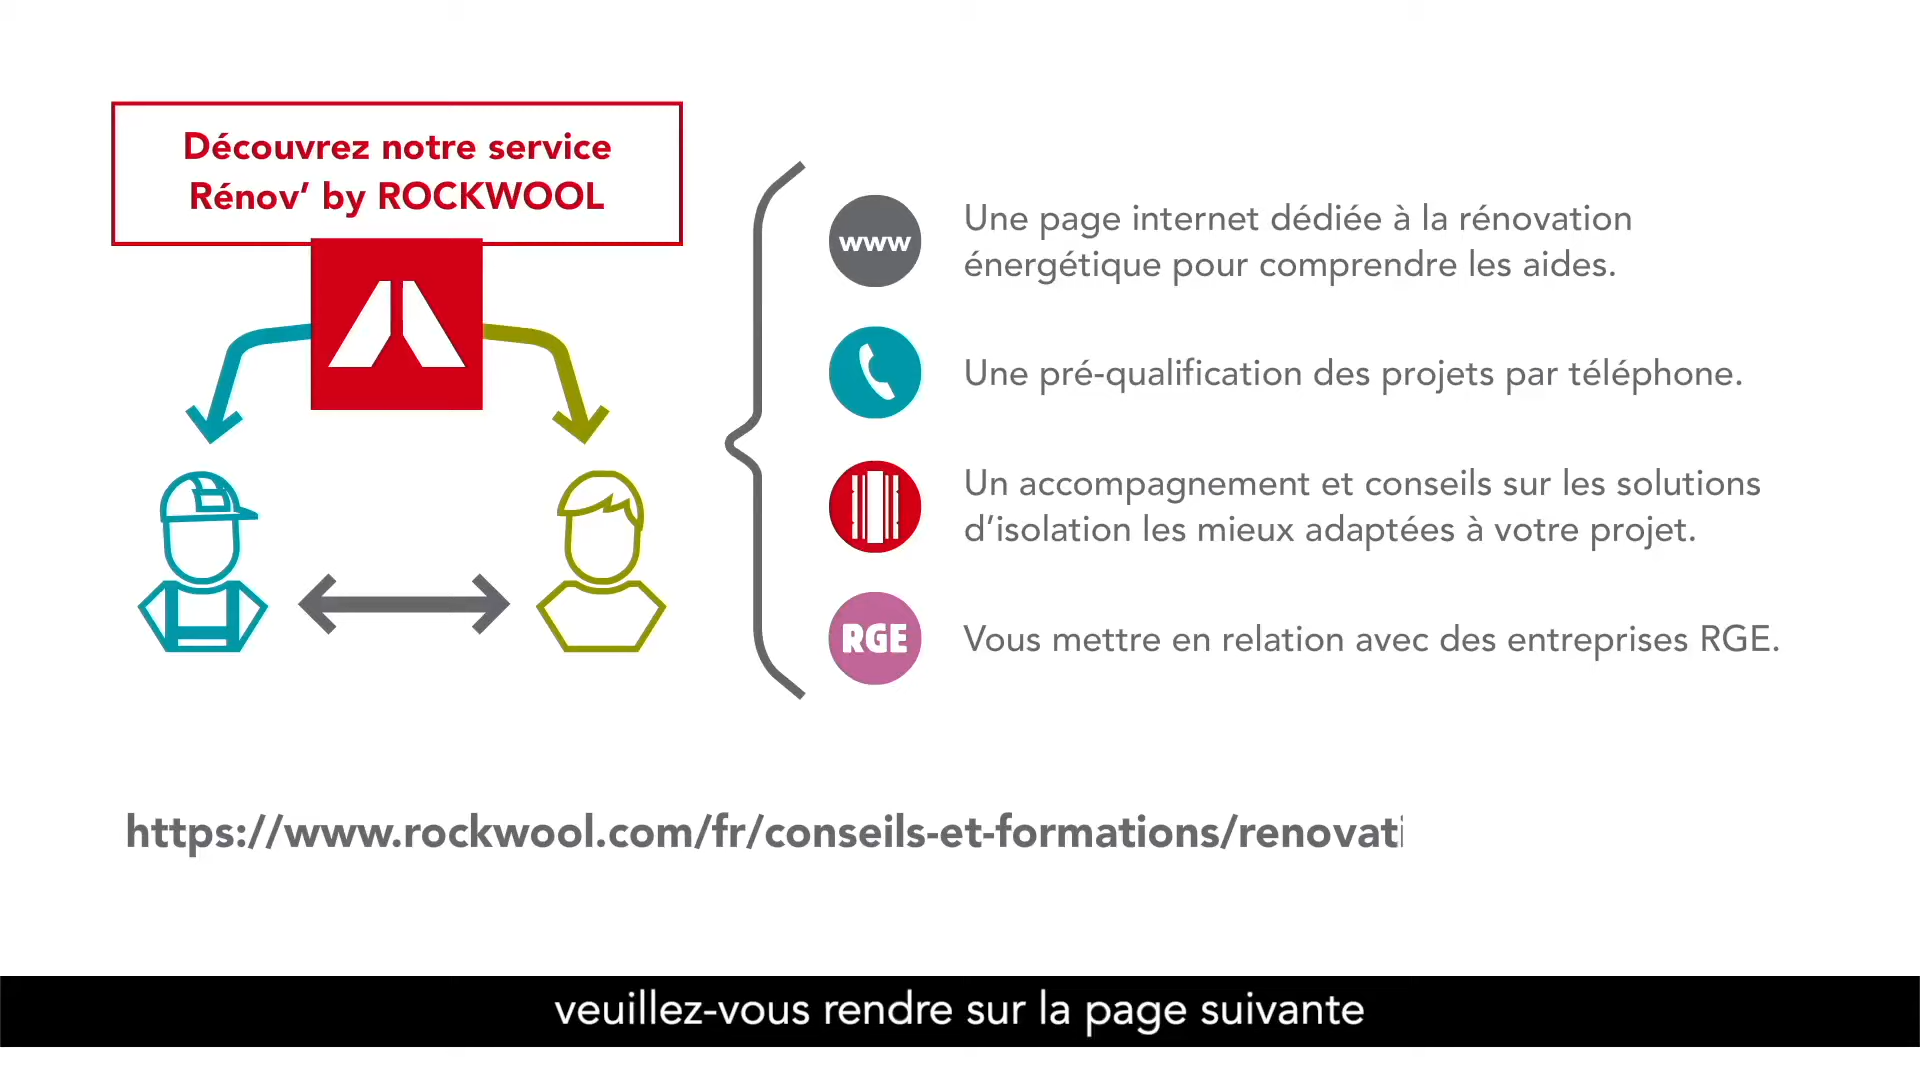 Découvrez notre service
Rénov’ by ROCKWOOL
www
Une page internet dédiée à la rénovation
énergétique pour comprendre les aides.
Une pré-qualification des projets par téléphone.
Un accompagnement et conseils sur les solutions
d’isolation les mieux adaptées à votre projet.
RGE
Vous mettre en relation avec des entreprises RGE.
https://www.rockwool.com/fr/conseils-et-formations/renovati
veuillez-vous rendre sur la page suivante